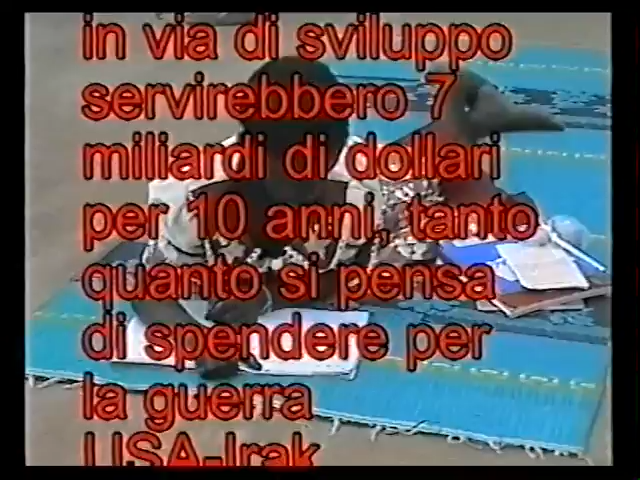 in via di sviluppo
servirebbero 7
miliardi di dollari
per 10 anni, tanto
quanto si pensa
di spendere per
la guerra
USA-Irak